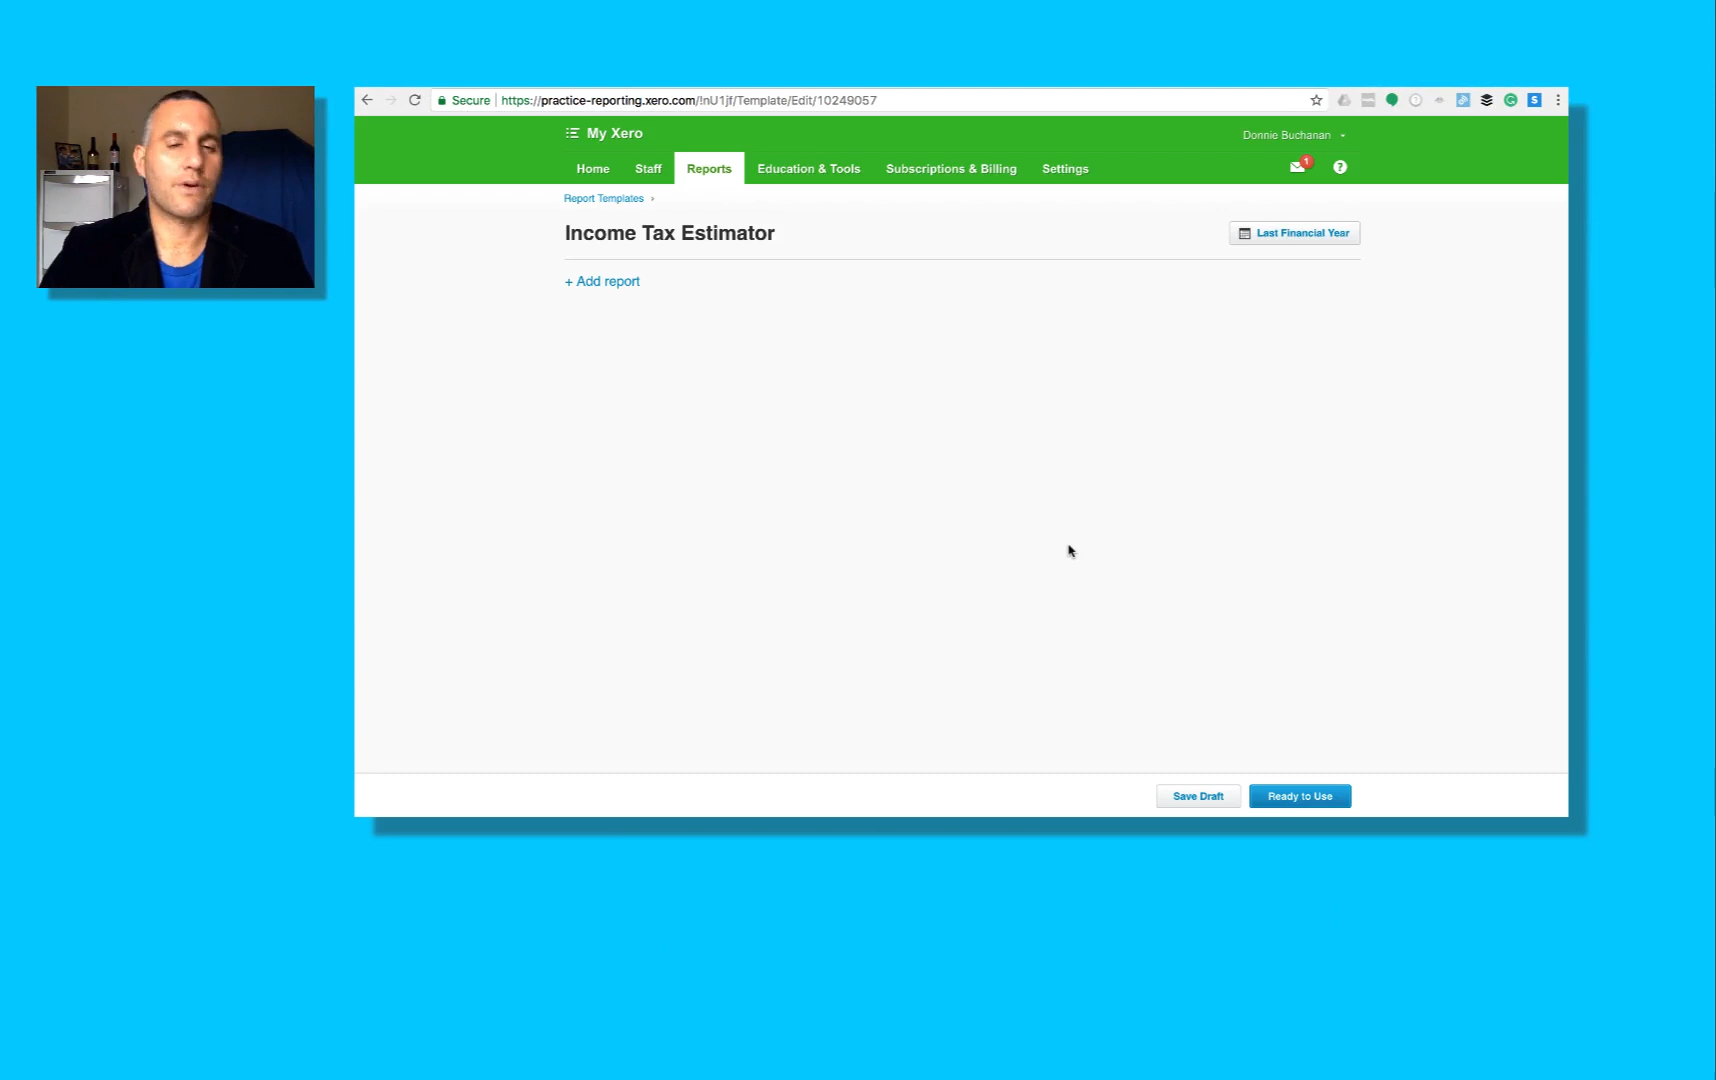 Secure https://practice-reporting.xero.com/!nU1jf/Template/Edit/10249057
My Xero
Donnie Buchanan
Home Staff Reports Education & Tools Subscriptions & Billing Settings
1
?
Report Templates ›
Income Tax Estimator
Last Financial Year
+ Add report
Save Draft
Ready to Use